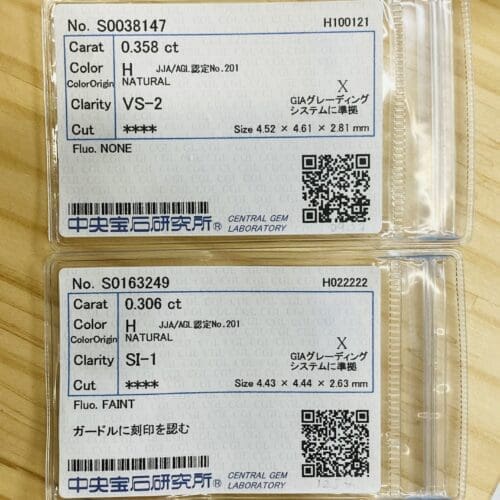 No. S0038147 H100121
Carat 0.358 ct
Color H JJA/AGL認定No.201
ColorOrigin NATURAL
X
Clarity VS-2 GIAグレーディング
システムに準拠
Cut **** Size 4.52 × 4.61 × 2.81 mm
Fluo. NONE
中央宝石研究所® CENTRAL GEM
LABORATORY
No. S0163249 H022222
Carat 0.306 ct
Color H JJA/AGL認定No.201
ColorOrigin NATURAL
X
Clarity SI-1 GIAグレーディング
システムに準拠
Cut **** Size 4.43 × 4.44 × 2.63 mm
Fluo. FAINT
ガードルに刻印を認む
中央宝石研究所® CENTRAL GEM
LABORATORY